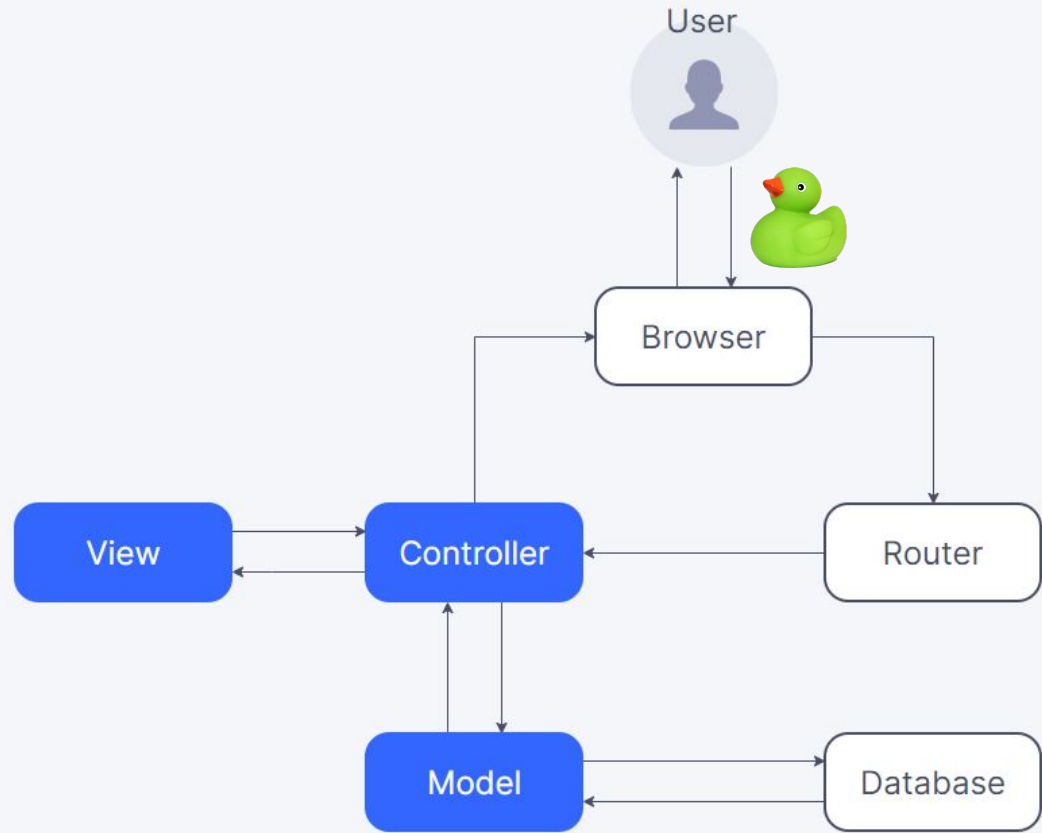 User
Browser
View
Controller
Router
Model
Database